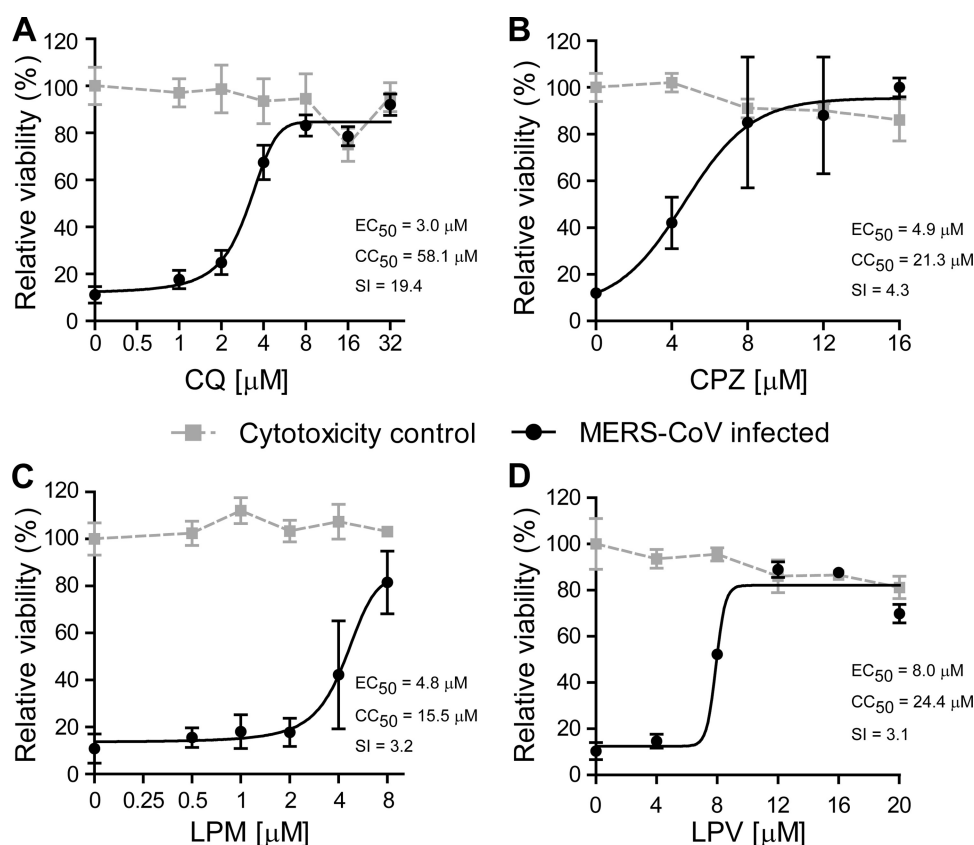 A
Relative viability (%)
120
100
80
60
40
20
0
EC50 = 3.0 μM
CC50 = 58.1 μM
SI = 19.4
0 0.5 1 2 4 8 16 32
CQ [μM]
B
Relative viability (%)
120
100
80
60
40
20
0
EC50 = 4.9 μM
CC50 = 21.3 μM
SI = 4.3
0 4 8 12 16
CPZ [μM]
Cytotoxicity control MERS-CoV infected
C
Relative viability (%)
120
100
80
60
40
20
0
EC50 = 4.8 μM
CC50 = 15.5 μM
SI = 3.2
0 0.25 0.5 1 2 4 8
LPM [μM]
D
Relative viability (%)
120
100
80
60
40
20
0
EC50 = 8.0 μM
CC50 = 24.4 μM
SI = 3.1
0 4 8 12 16 20
LPV [μM]